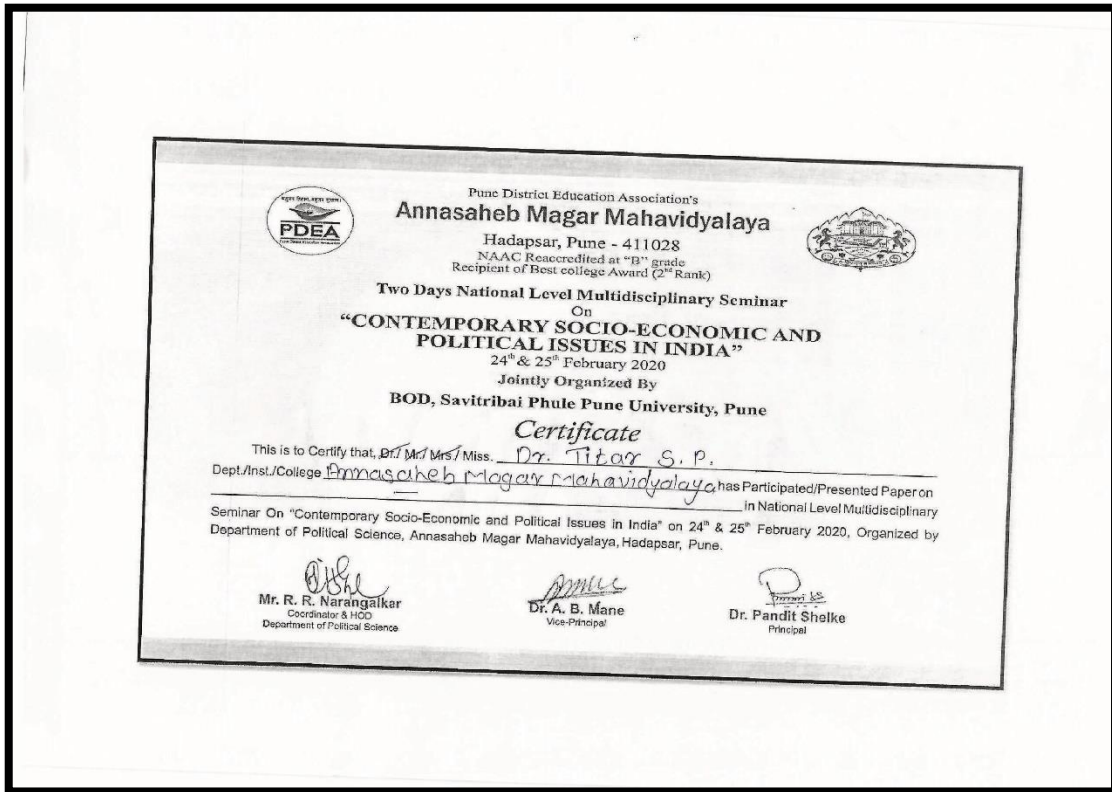 Pune District Education Association's
Annasaheb Magar Mahavidyalaya
PDEA
Hadapsar, Pune - 411028
NAAC Reaccredited at "B" grade
Recipient of Best college Award (2nd Rank)
Two Days National Level Multidisciplinary Seminar
On
"CONTEMPORARY SOCIO-ECONOMIC AND
POLITICAL ISSUES IN INDIA"
24th & 25th February 2020
Jointly Organized By
BOD, Savitribai Phule Pune University, Pune
Certificate
This is to Certify that, Dr./ Mr./ Mrs./ Miss. Dr. Titar S. P.
Dept./Inst./College Annasaheb Magar Mahavidyalaya has Participated/Presented Paper on
in National Level Multidisciplinary
Seminar On "Contemporary Socio-Economic and Political Issues in India" on 24th & 25th February 2020, Organized by
Department of Political Science, Annasaheb Magar Mahavidyalaya, Hadapsar, Pune.
Mr. R. R. Narangalkar
Coordinator & HOD
Department of Political Science
Dr. A. B. Mane
Vice-Principal
Dr. Pandit Shelke
Principal